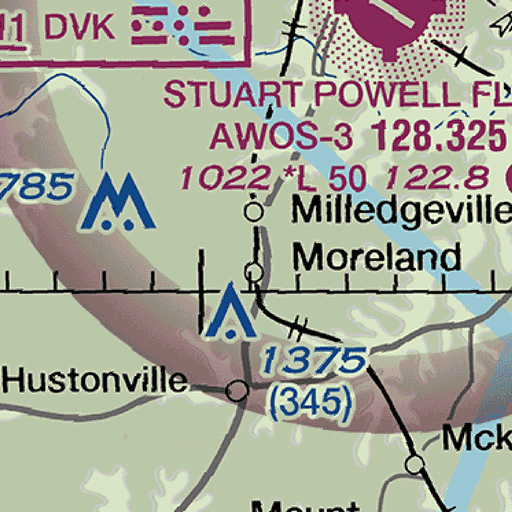 11 DVK
STUART POWELL FL
AWOS-3 128.325
785
1022 *L 50 122.8
Milledgeville
Moreland
1375
(345)
Hustonville
McK
Mount